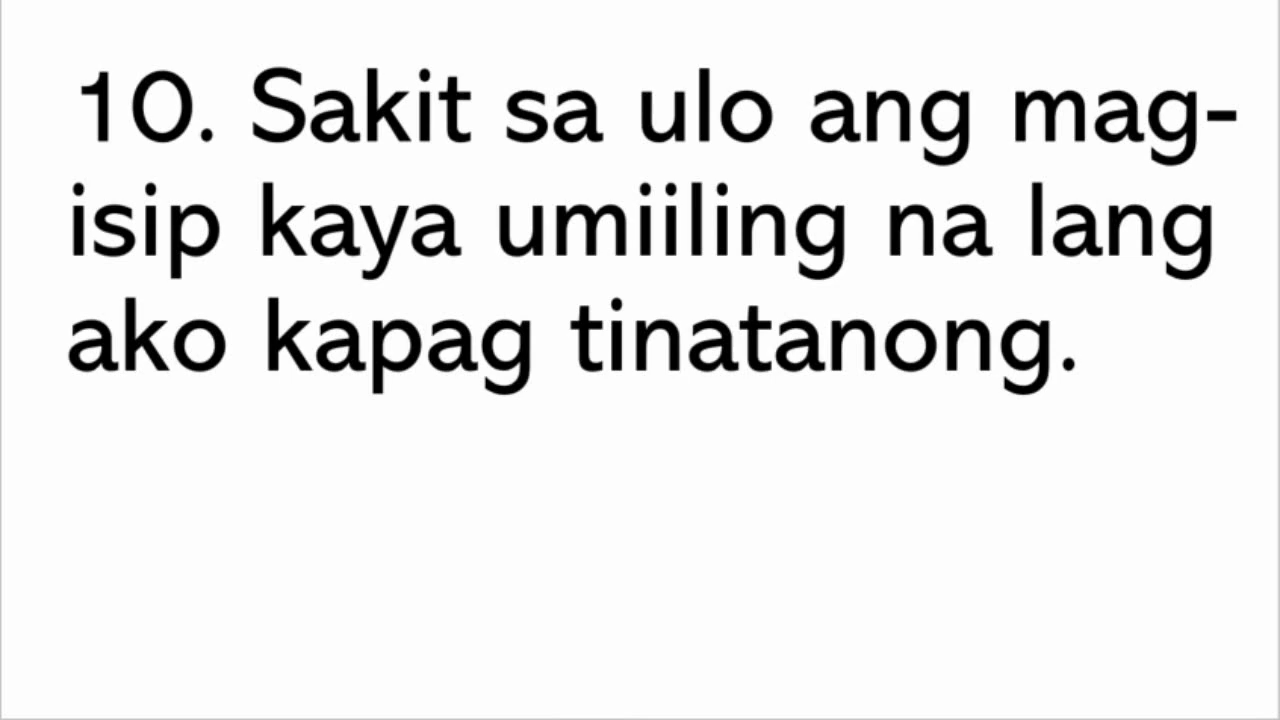 10. Sakit sa ulo ang mag-
isip kaya umiiling na lang
ako kapag tinatanong.